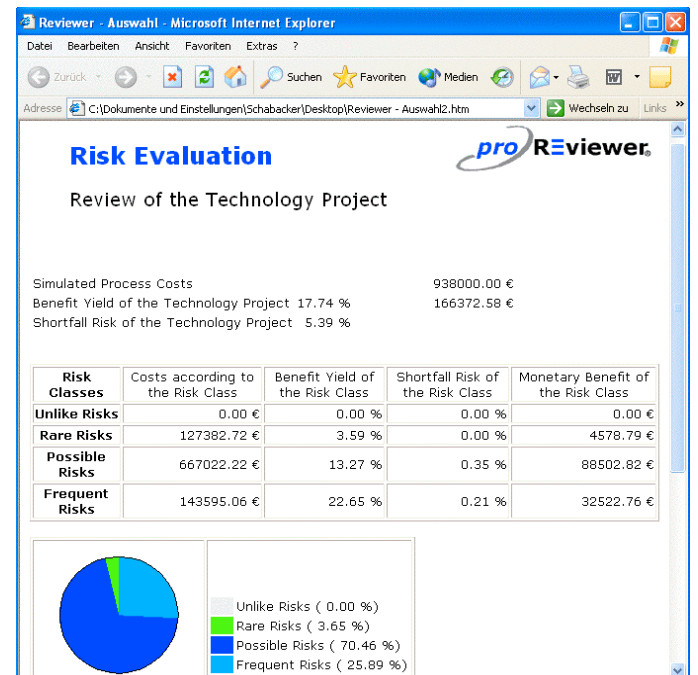 Reviewer - Auswahl - Microsoft Internet Explorer
Datei Bearbeiten Ansicht Favoriten Extras ?
Zurück Suchen Favoriten Medien
Adresse C:\Dokumente und Einstellungen\Schabacker\Desktop\Reviewer - Auswahl2.htm Wechseln zu Links »
Risk Evaluation
pro REviewer®
Review of the Technology Project
Simulated Process Costs 938000.00 €
Benefit Yield of the Technology Project 17.74 % 166372.58 €
Shortfall Risk of the Technology Project 5.39 %
Risk Classes Costs according to the Risk Class Benefit Yield of the Risk Class Shortfall Risk of the Risk Class Monetary Benefit of the Risk Class
Unlike Risks 0.00 € 0.00 % 0.00 % 0.00 €
Rare Risks 127382.72 € 3.59 % 0.00 % 4578.79 €
Possible Risks 667022.22 € 13.27 % 0.35 % 88502.82 €
Frequent Risks 143595.06 € 22.65 % 0.21 % 32522.76 €
Unlike Risks ( 0.00 %)
Rare Risks ( 3.65 %)
Possible Risks ( 70.46 %)
Frequent Risks ( 25.89 %)